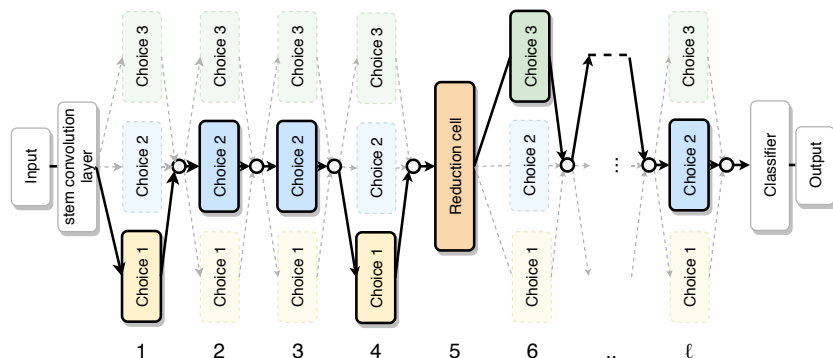 Input
stem convolution
layer
Choice 3
Choice 2
Choice 1
Choice 3
Choice 2
Choice 1
Choice 3
Choice 2
Choice 1
Choice 3
Choice 2
Choice 1
Reduction cell
Choice 3
Choice 2
Choice 1
...
Choice 3
Choice 2
Choice 1
Classifier
Output
1 2 3 4 5 6 .. ℓ